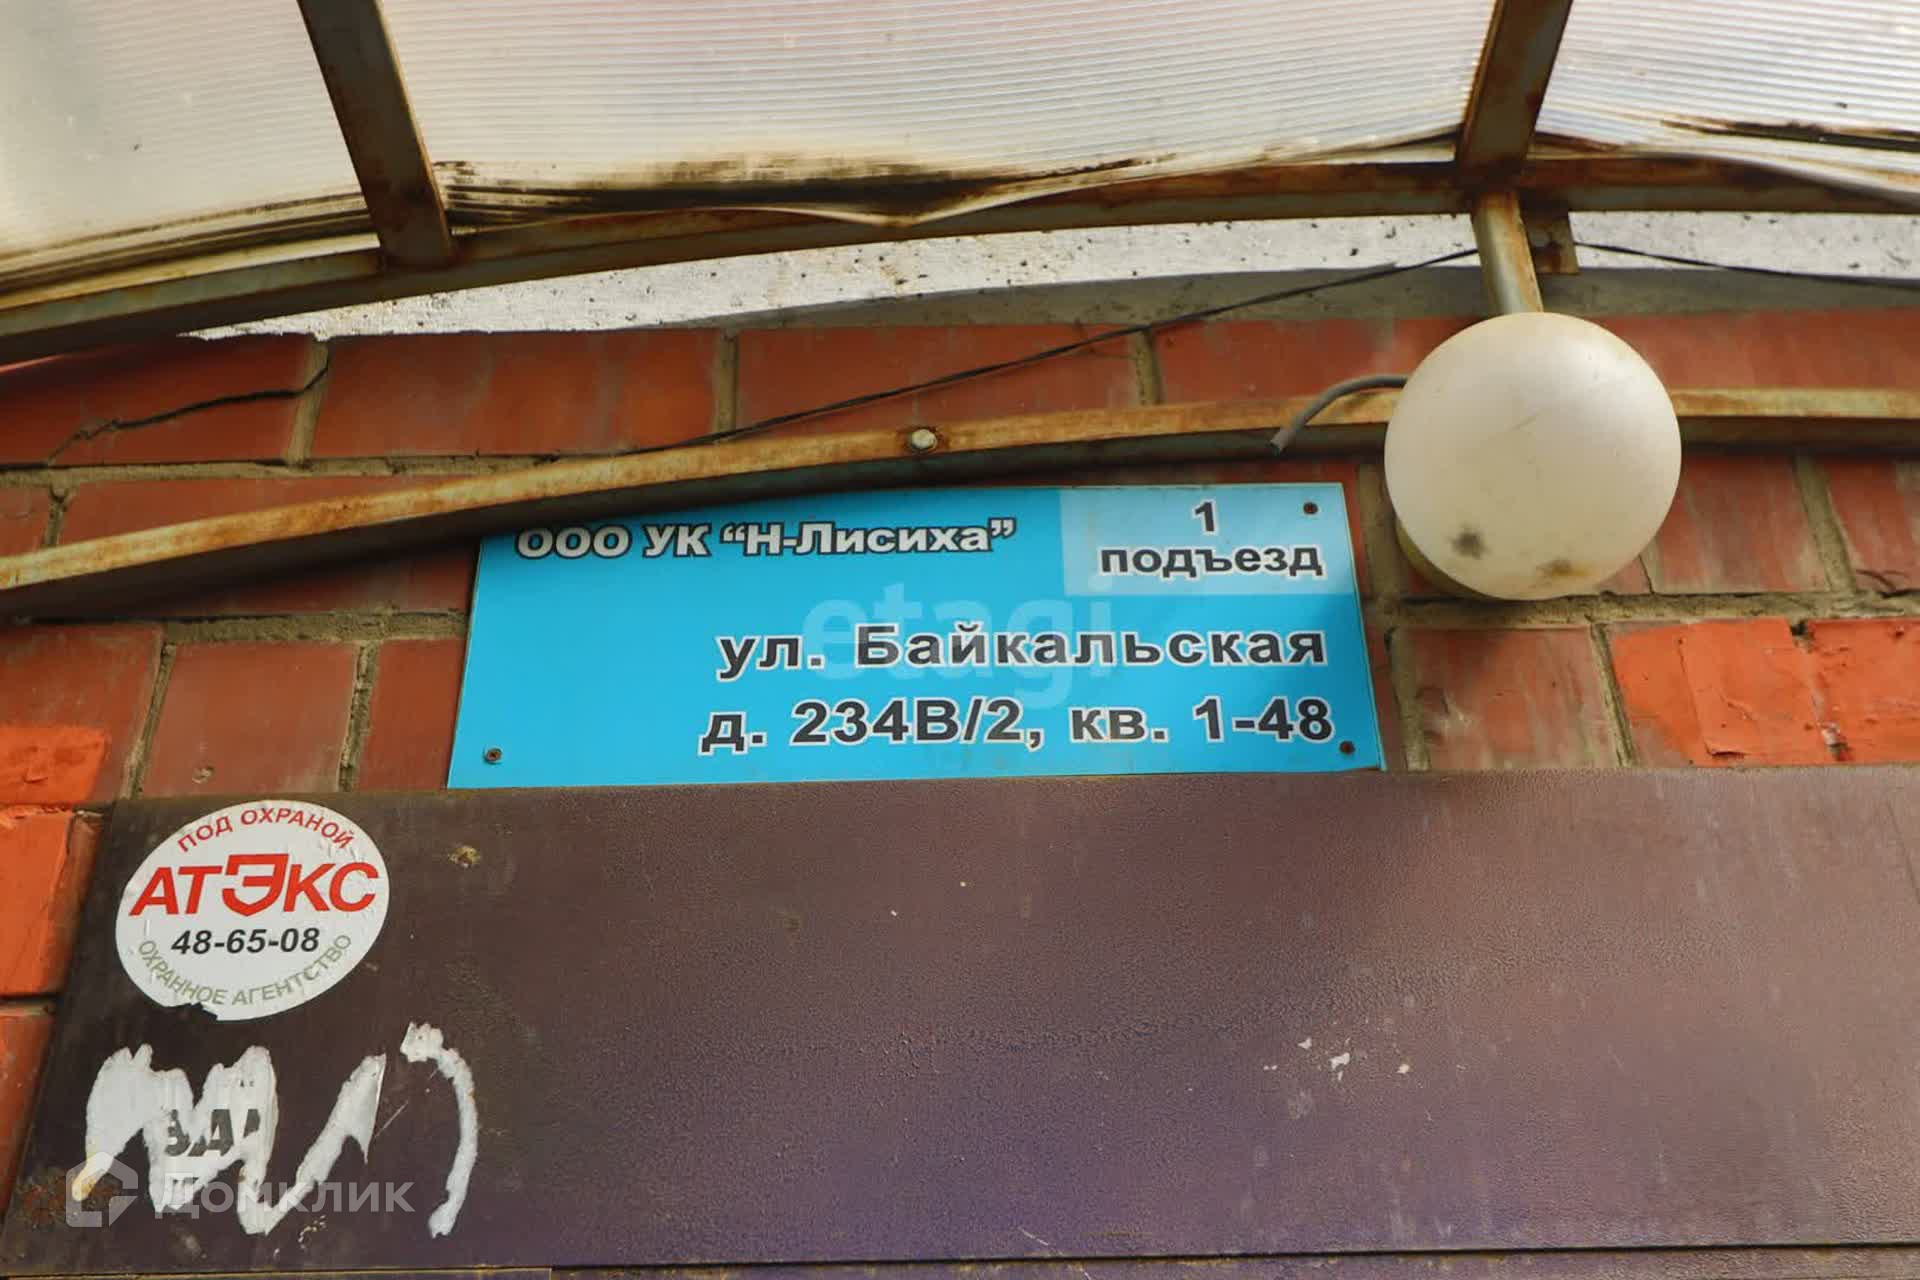 ООО УК “Н-Лисиха”
1
подъезд
etagi
ул. Байкальская
д. 234В/2, кв. 1-48
ПОД ОХРАНОЙ
АТЭКС
48-65-08
ОХРАННОЕ АГЕНТСТВО
Домклик